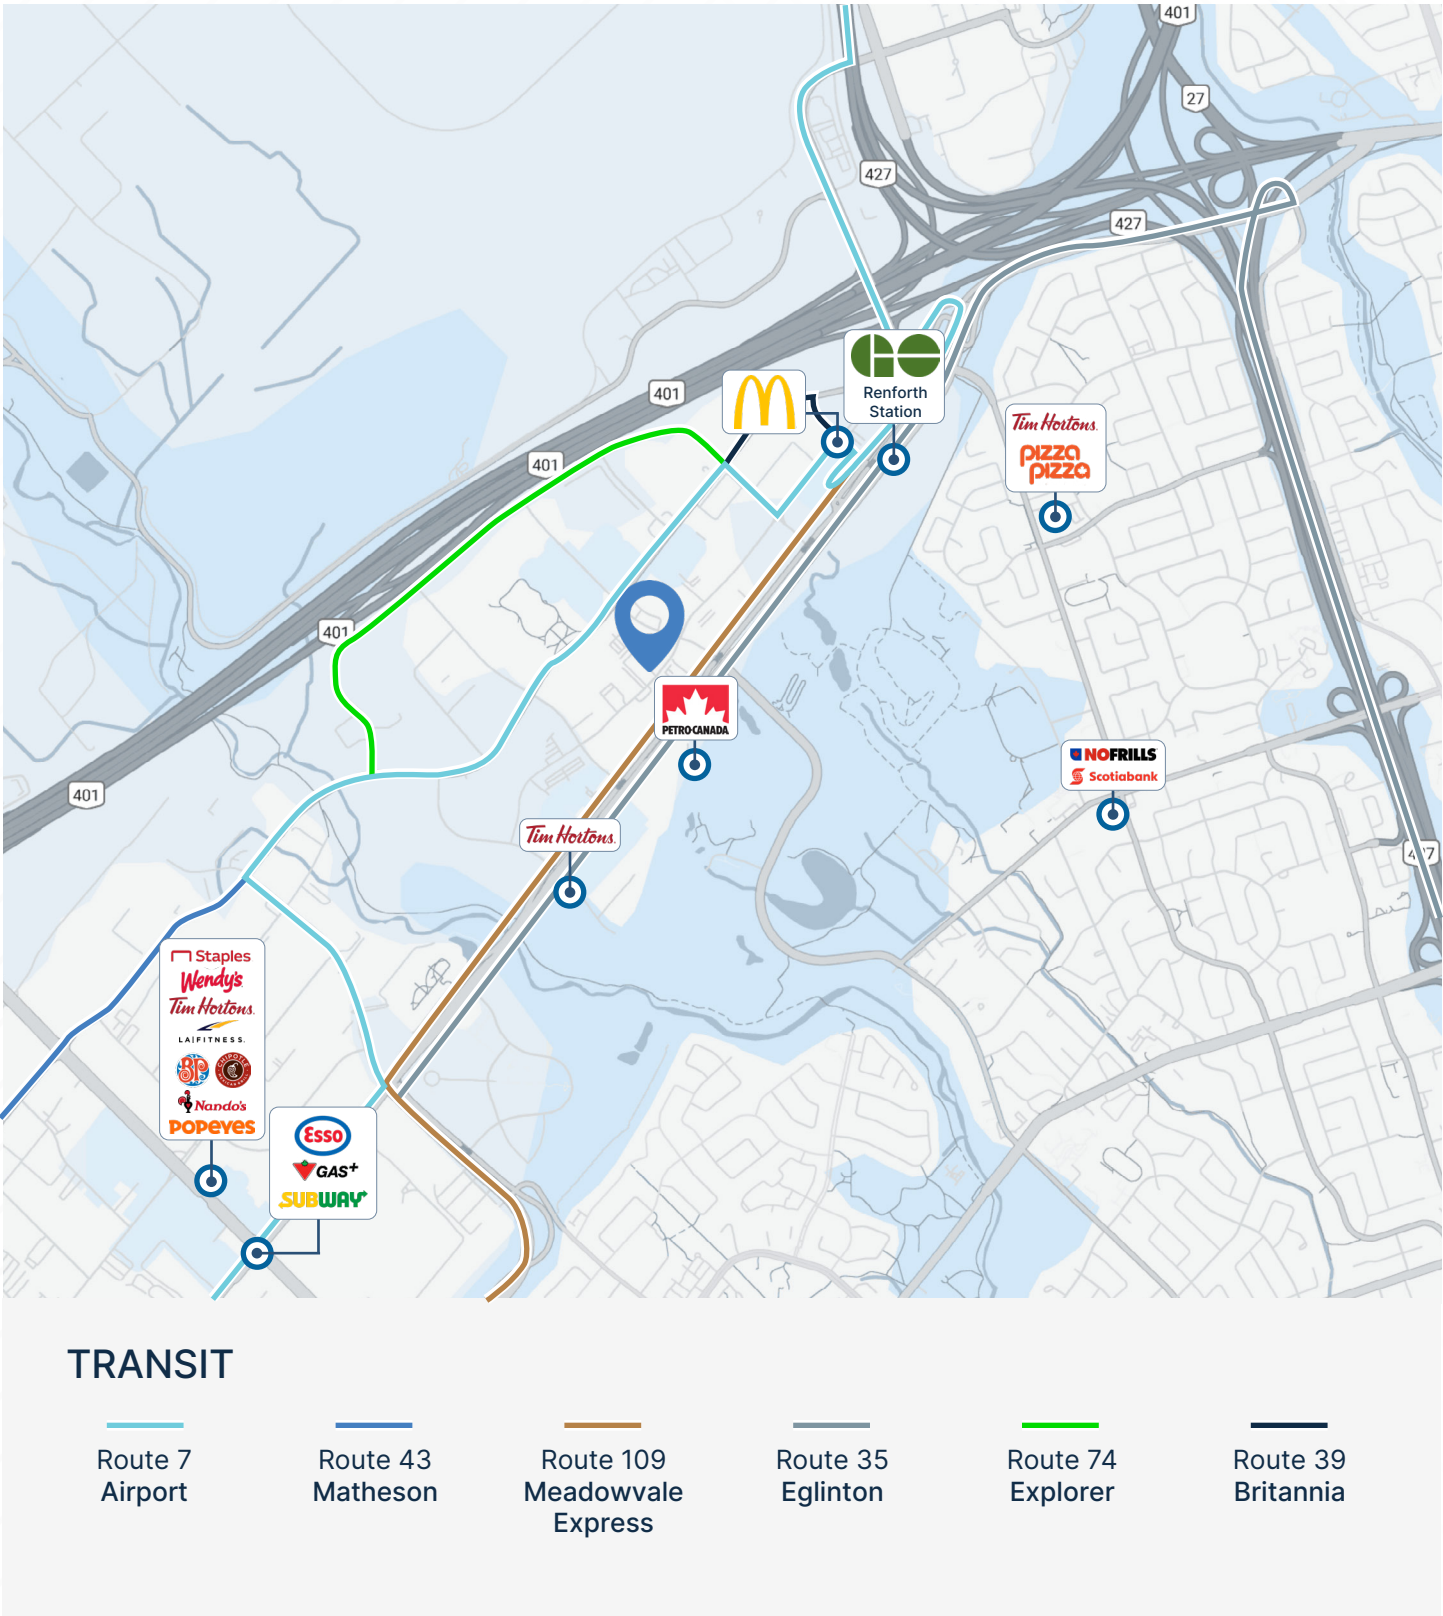 401
27
427
427
Renforth
Station
401
Tim Hortons.
pizza
pizza
401
401
PETRO-CANADA
NOFRILLS
Scotiabank
401
Tim Hortons.
427
Staples
Wendy's
Tim Hortons.
LA|FITNESS.
BP
CHIPOTLE
Nando's
POPEYES
Esso
GAS+
SUBWAY
TRANSIT
Route 7
Airport
Route 43
Matheson
Route 109
Meadowvale
Express
Route 35
Eglinton
Route 74
Explorer
Route 39
Britannia